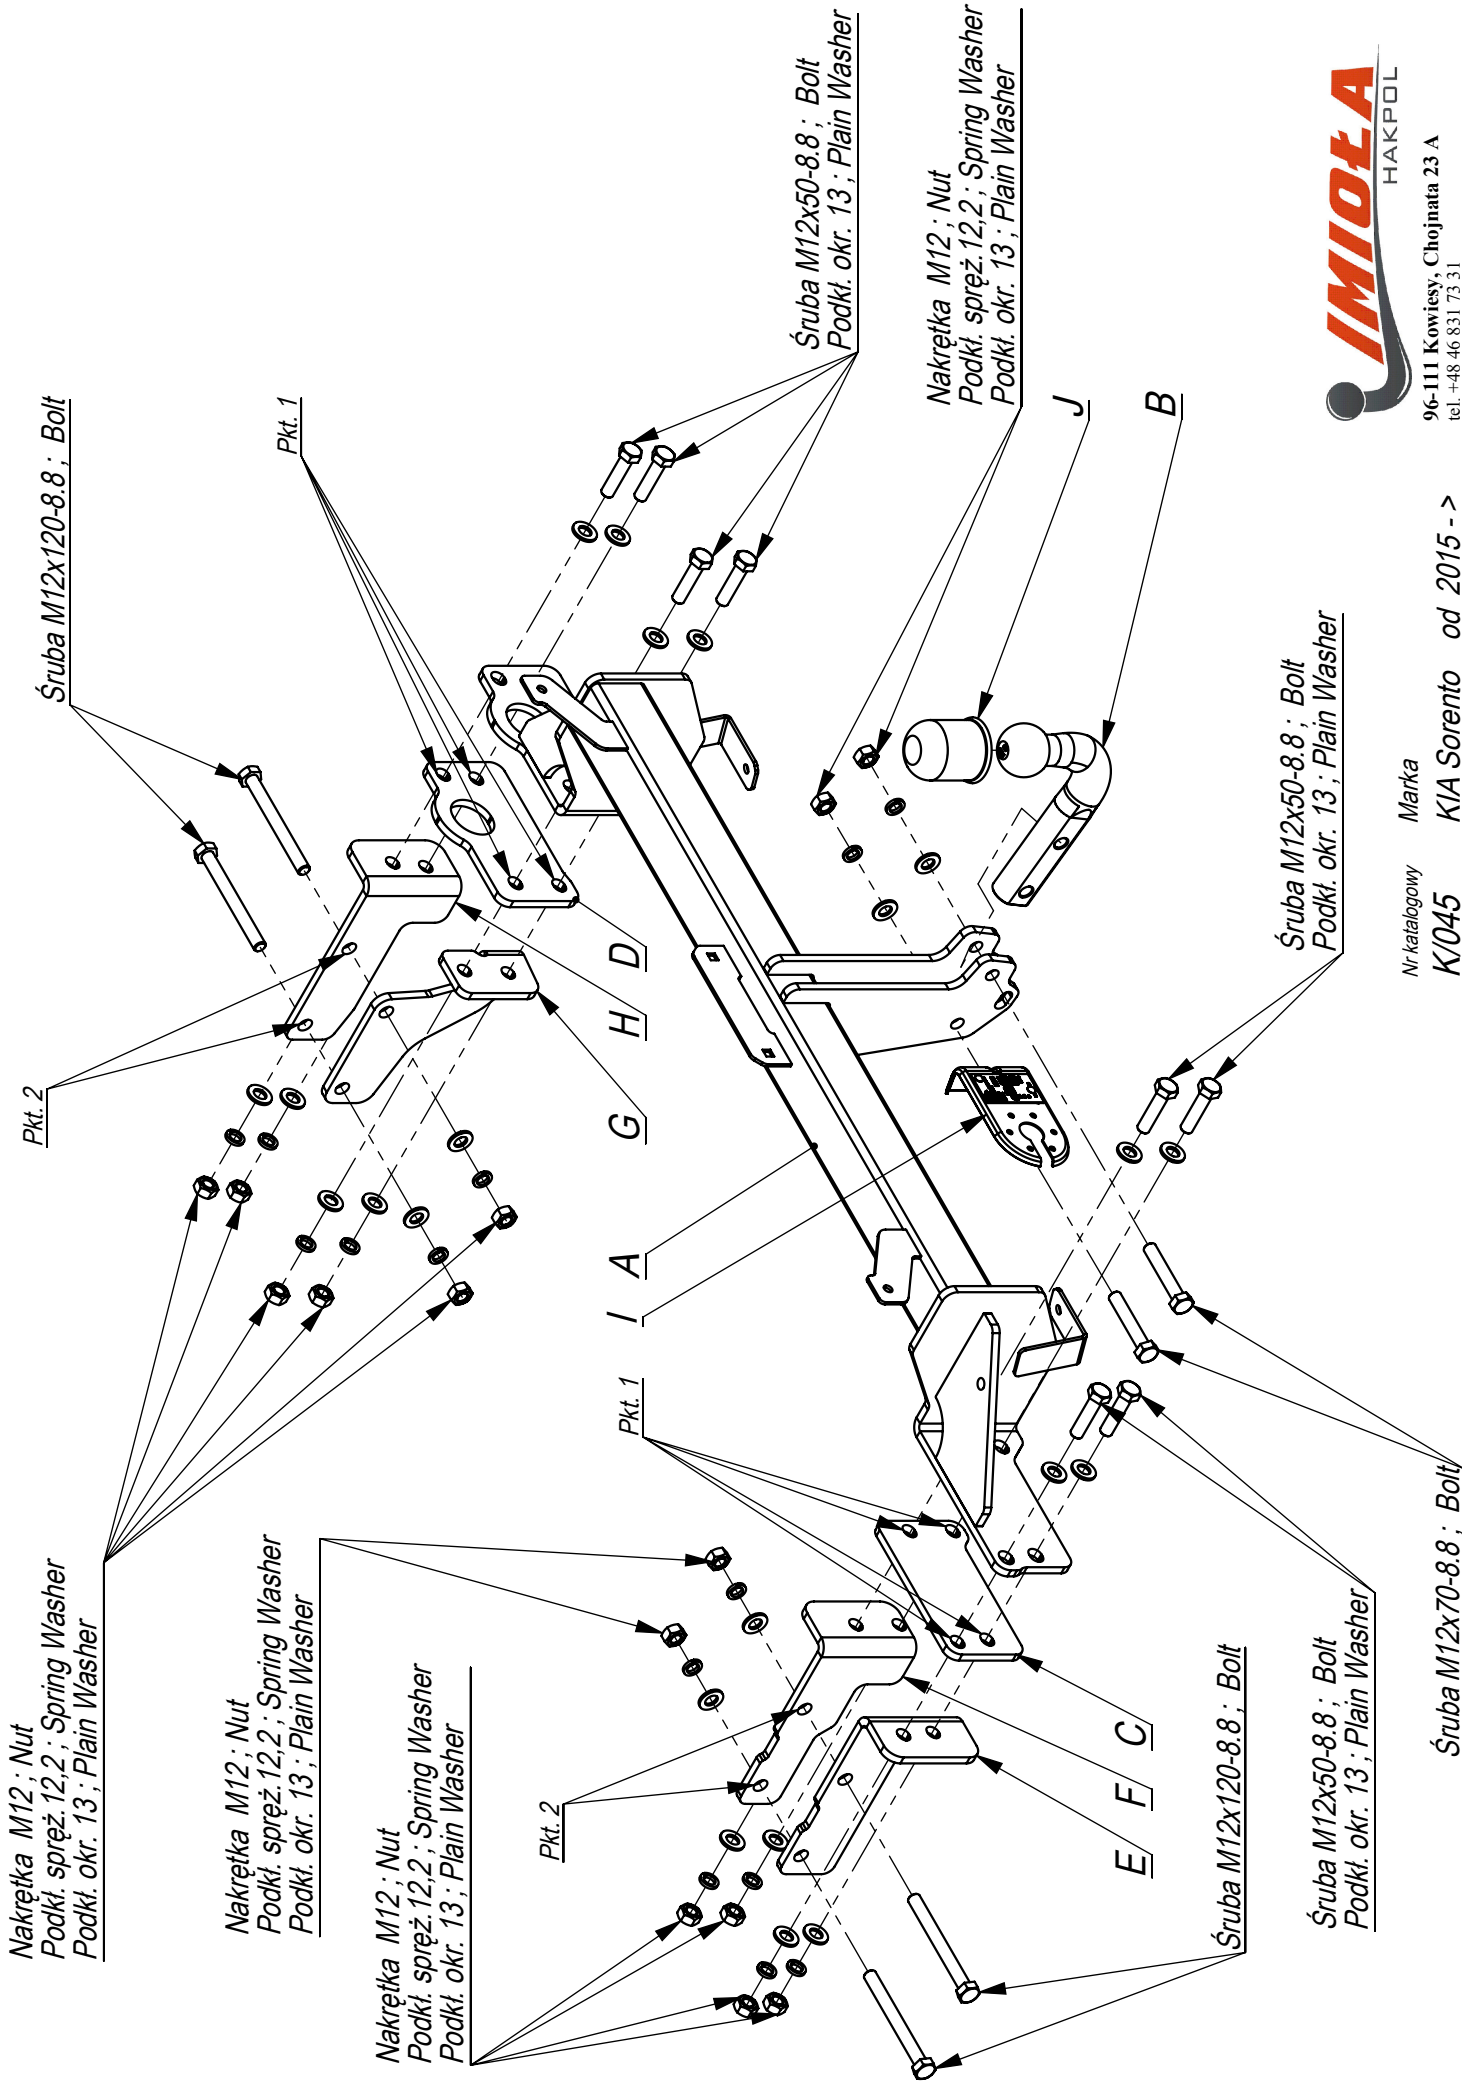 Nakrętka M12 ; Nut
Podkł. spręż.12,2 ; Spring Washer
Podkł. okr. 13 ; Plain Washer
Pkt. 2
Śruba M12x120-8.8 ; Bolt
Pkt. 1
Nakrętka M12 ; Nut
Podkł. spręż.12,2 ; Spring Washer
Podkł. okr. 13 ; Plain Washer
Nakrętka M12 ; Nut
Podkł. spręż.12,2 ; Spring Washer
Podkł. okr. 13 ; Plain Washer
Pkt. 2
Pkt. 1
I
A
G
H
D
Śruba M12x50-8.8 ; Bolt
Podkł. okr. 13 ; Plain Washer
Nakrętka M12 ; Nut
Podkł. spręż.12,2 ; Spring Washer
Podkł. okr. 13 ; Plain Washer
J
B
E
F
C
Śruba M12x120-8.8 ; Bolt
Śruba M12x50-8.8 ; Bolt
Podkł. okr. 13 ; Plain Washer
Śruba M12x70-8.8 ; Bolt
Śruba M12x50-8.8 ; Bolt
Podkł. okr. 13 ; Plain Washer
Nr katalogowy
K045
Marka
KIA Sorento od 2015 - >
IMIOŁA
HAKPOL
96-111 Kowiesy, Chojnata 23 A
tel. +48 46 831 73 31